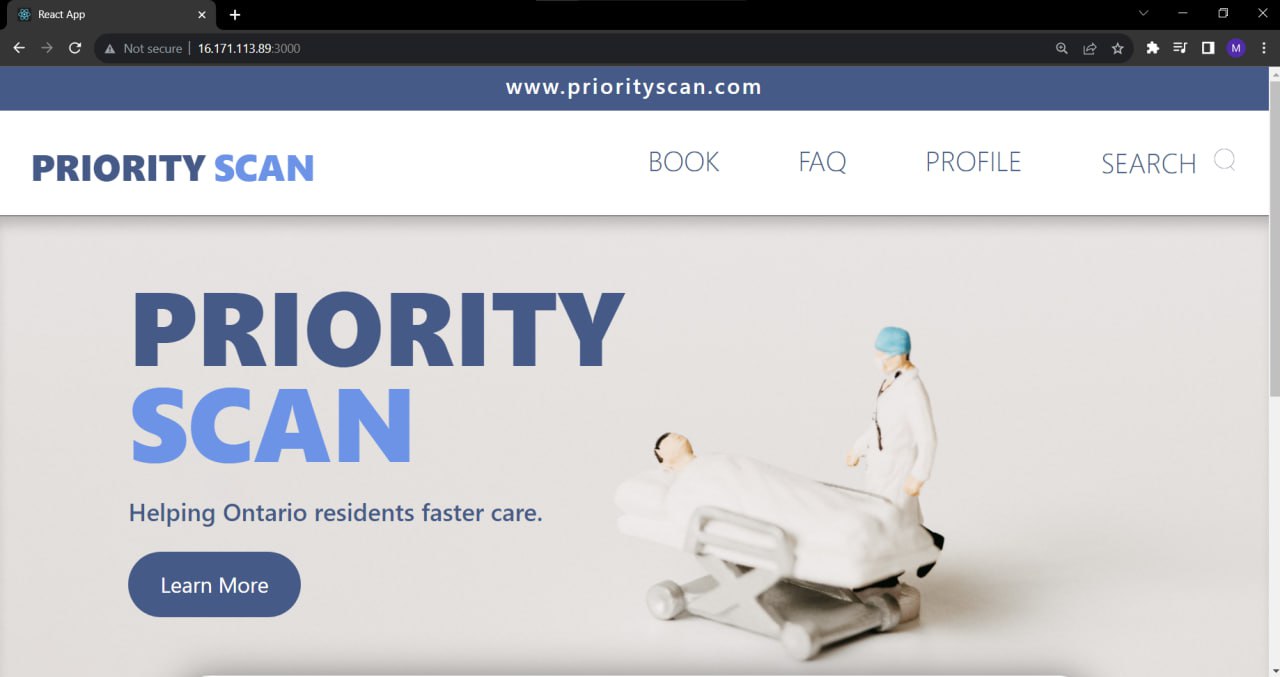 React App
Not secure
16.171.113.89:3000
M
www.priorityscan.com
PRIORITY SCAN
BOOK
FAQ
PROFILE
SEARCH
PRIORITY
SCAN
Helping Ontario residents faster care.
Learn More